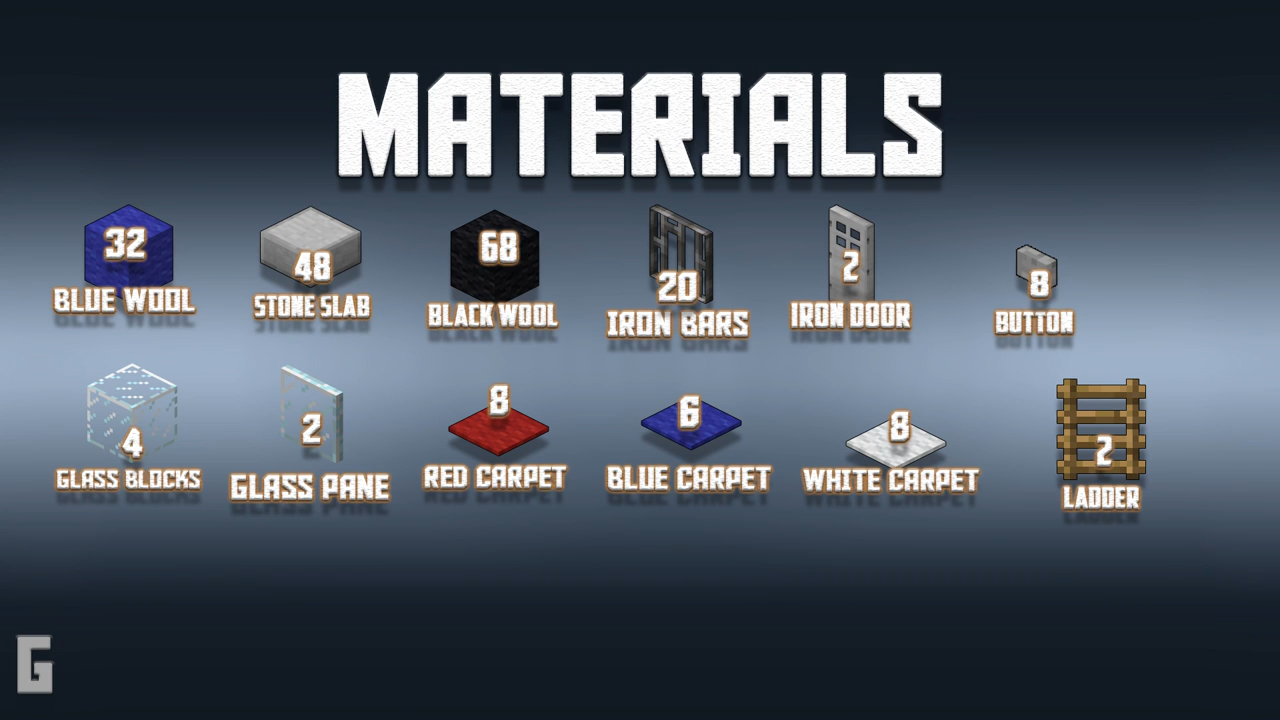 MATERIALS
32
BLUE WOOL
48
STONE SLAB
68
BLACK WOOL
20
IRON BARS
2
IRON DOOR
8
BUTTON
4
GLASS BLOCKS
2
GLASS PANE
8
RED CARPET
6
BLUE CARPET
8
WHITE CARPET
2
LADDER
G